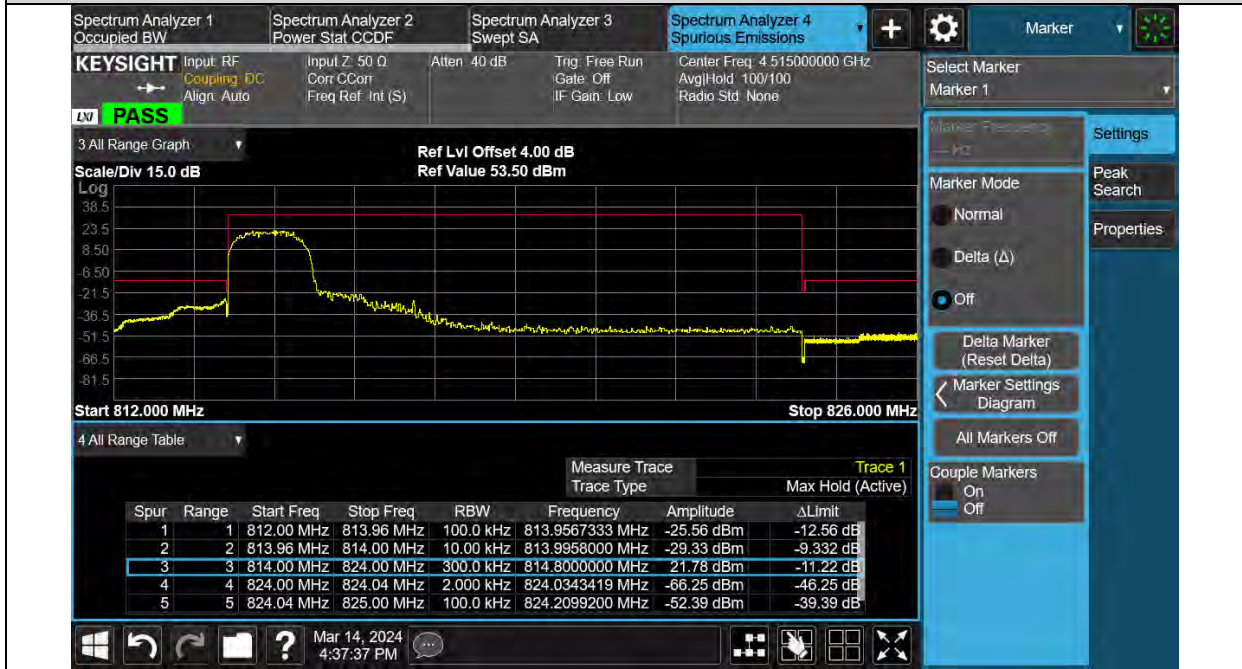 Spectrum Analyzer 1
Occupied BW
Spectrum Analyzer 2
Power Stat CCDF
Spectrum Analyzer 3
Swept SA
Spectrum Analyzer 4
Spurious Emissions
Marker
KEYSIGHT
Input: RF
Coupling: DC
Align: Auto
Input Z: 50 Ω
Corr CCorr
Freq Ref: Int (S)
Atten: 40 dB
Trig: Free Run
Gate: Off
IF Gain: Low
Center Freq: 4.515000000 GHz
Avg|Hold: 100/100
Radio Std: None
LXI
PASS
Select Marker
Marker 1
3 All Range Graph
Scale/Div 15.0 dB
Ref Lvl Offset 4.00 dB
Ref Value 53.50 dBm
Log
38.5
23.5
8.50
-6.50
-21.5
-36.5
-51.5
-66.5
-81.5
Start 812.000 MHz
Stop 826.000 MHz
Marker Frequency
--- Hz
Settings
Peak
Search
Properties
Marker Mode
Normal
Delta (Δ)
Off
Delta Marker
(Reset Delta)
Marker Settings
Diagram
All Markers Off
Couple Markers
On
Off
4 All Range Table
Measure Trace Trace 1
Trace Type Max Hold (Active)
Spur Range Start Freq Stop Freq RBW Frequency Amplitude ΔLimit
1 1 812.00 MHz 813.96 MHz 100.0 kHz 813.9567333 MHz -25.56 dBm -12.56 dB
2 2 813.96 MHz 814.00 MHz 10.00 kHz 813.9958000 MHz -29.33 dBm -9.332 dB
3 3 814.00 MHz 824.00 MHz 300.0 kHz 814.8000000 MHz 21.78 dBm -11.22 dB
4 4 824.00 MHz 824.04 MHz 2.000 kHz 824.0343419 MHz -66.25 dBm -46.25 dB
5 5 824.04 MHz 825.00 MHz 100.0 kHz 824.2099200 MHz -52.39 dBm -39.39 dB
Mar 14, 2024
4:37:37 PM